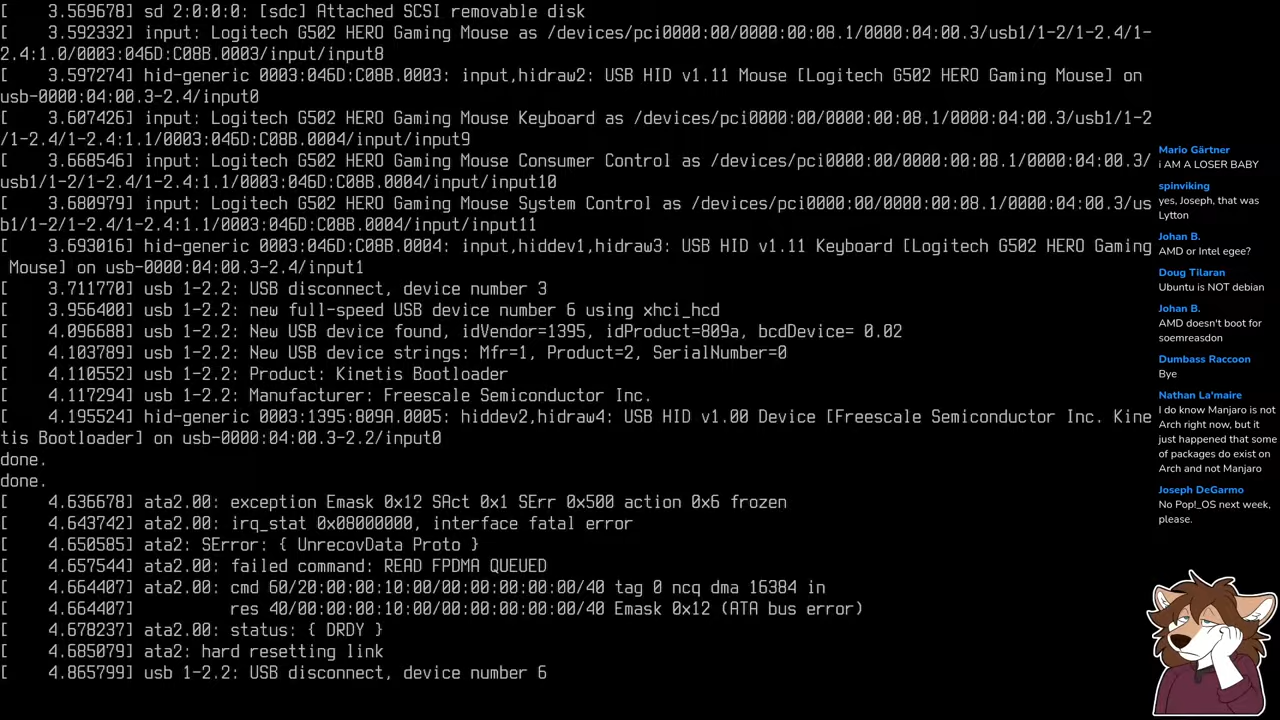 [    3.569678] sd 2:0:0:0: [sdc] Attached SCSI removable disk
[    3.592332] input: Logitech G502 HERO Gaming Mouse as /devices/pci0000:00/0000:00:08.1/0000:04:00.3/usb1/1-2/1-2.4/1-
2.4:1.0/0003:046D:C08B.0003/input/input8
[    3.597274] hid-generic 0003:046D:C08B.0003: input,hidraw2: USB HID v1.11 Mouse [Logitech G502 HERO Gaming Mouse] on
usb-0000:04:00.3-2.4/input0
[    3.607426] input: Logitech G502 HERO Gaming Mouse Keyboard as /devices/pci0000:00/0000:00:08.1/0000:04:00.3/usb1/1-2
/1-2.4/1-2.4:1.1/0003:046D:C08B.0004/input/input9
[    3.668546] input: Logitech G502 HERO Gaming Mouse Consumer Control as /devices/pci0000:00/0000:00:08.1/0000:04:00.3/
usb1/1-2/1-2.4/1-2.4:1.1/0003:046D:C08B.0004/input/input10
[    3.680979] input: Logitech G502 HERO Gaming Mouse System Control as /devices/pci0000:00/0000:00:08.1/0000:04:00.3/us
b1/1-2/1-2.4/1-2.4:1.1/0003:046D:C08B.0004/input/input11
[    3.693016] hid-generic 0003:046D:C08B.0004: input,hiddev1,hidraw3: USB HID v1.11 Keyboard [Logitech G502 HERO Gaming
 Mouse] on usb-0000:04:00.3-2.4/input1
[    3.711770] usb 1-2.2: USB disconnect, device number 3
[    3.956400] usb 1-2.2: new full-speed USB device number 6 using xhci_hcd
[    4.096688] usb 1-2.2: New USB device found, idVendor=1395, idProduct=809a, bcdDevice= 0.02
[    4.103789] usb 1-2.2: New USB device strings: Mfr=1, Product=2, SerialNumber=0
[    4.110552] usb 1-2.2: Product: Kinetis Bootloader
[    4.117294] usb 1-2.2: Manufacturer: Freescale Semiconductor Inc.
[    4.195524] hid-generic 0003:1395:809A.0005: hiddev2,hidraw4: USB HID v1.00 Device [Freescale Semiconductor Inc. Kine
tis Bootloader] on usb-0000:04:00.3-2.2/input0
done.
done.
[    4.636678] ata2.00: exception Emask 0x12 SAct 0x1 SErr 0x500 action 0x6 frozen
[    4.643742] ata2.00: irq_stat 0x08000000, interface fatal error
[    4.650585] ata2: SError: { UnrecovData Proto }
[    4.657544] ata2.00: failed command: READ FPDMA QUEUED
[    4.664407] ata2.00: cmd 60/20:00:00:10:00/00:00:00:00:00/40 tag 0 ncq dma 16384 in
[    4.664407]          res 40/00:00:00:10:00/00:00:00:00:00/40 Emask 0x12 (ATA bus error)
[    4.678237] ata2.00: status: { DRDY }
[    4.685079] ata2: hard resetting link
[    4.865799] usb 1-2.2: USB disconnect, device number 6
Mario Gärtner
i AM A LOSER BABY
spinviking
yes, Joseph, that was
Lytton
Johan B.
AMD or Intel egee?
Doug Tilaran
Ubuntu is NOT debian
Johan B.
AMD doesn't boot for
soemreasdon
Dumbass Raccoon
Bye
Nathan La'maire
I do know Manjaro is not
Arch right now, but it
just happened that some
of packages do exist on
Arch and not Manjaro
Joseph DeGarmo
No Pop!_OS next week,
please.